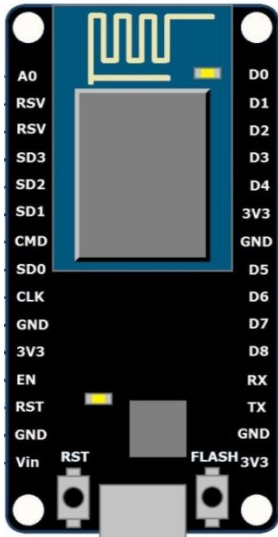 A0 D0
RSV D1
RSV D2
SD3 D3
SD2 D4
SD1 3V3
CMD GND
SD0 D5
CLK D6
GND D7
3V3 D8
EN RX
RST TX
GND GND
Vin RST FLASH 3V3